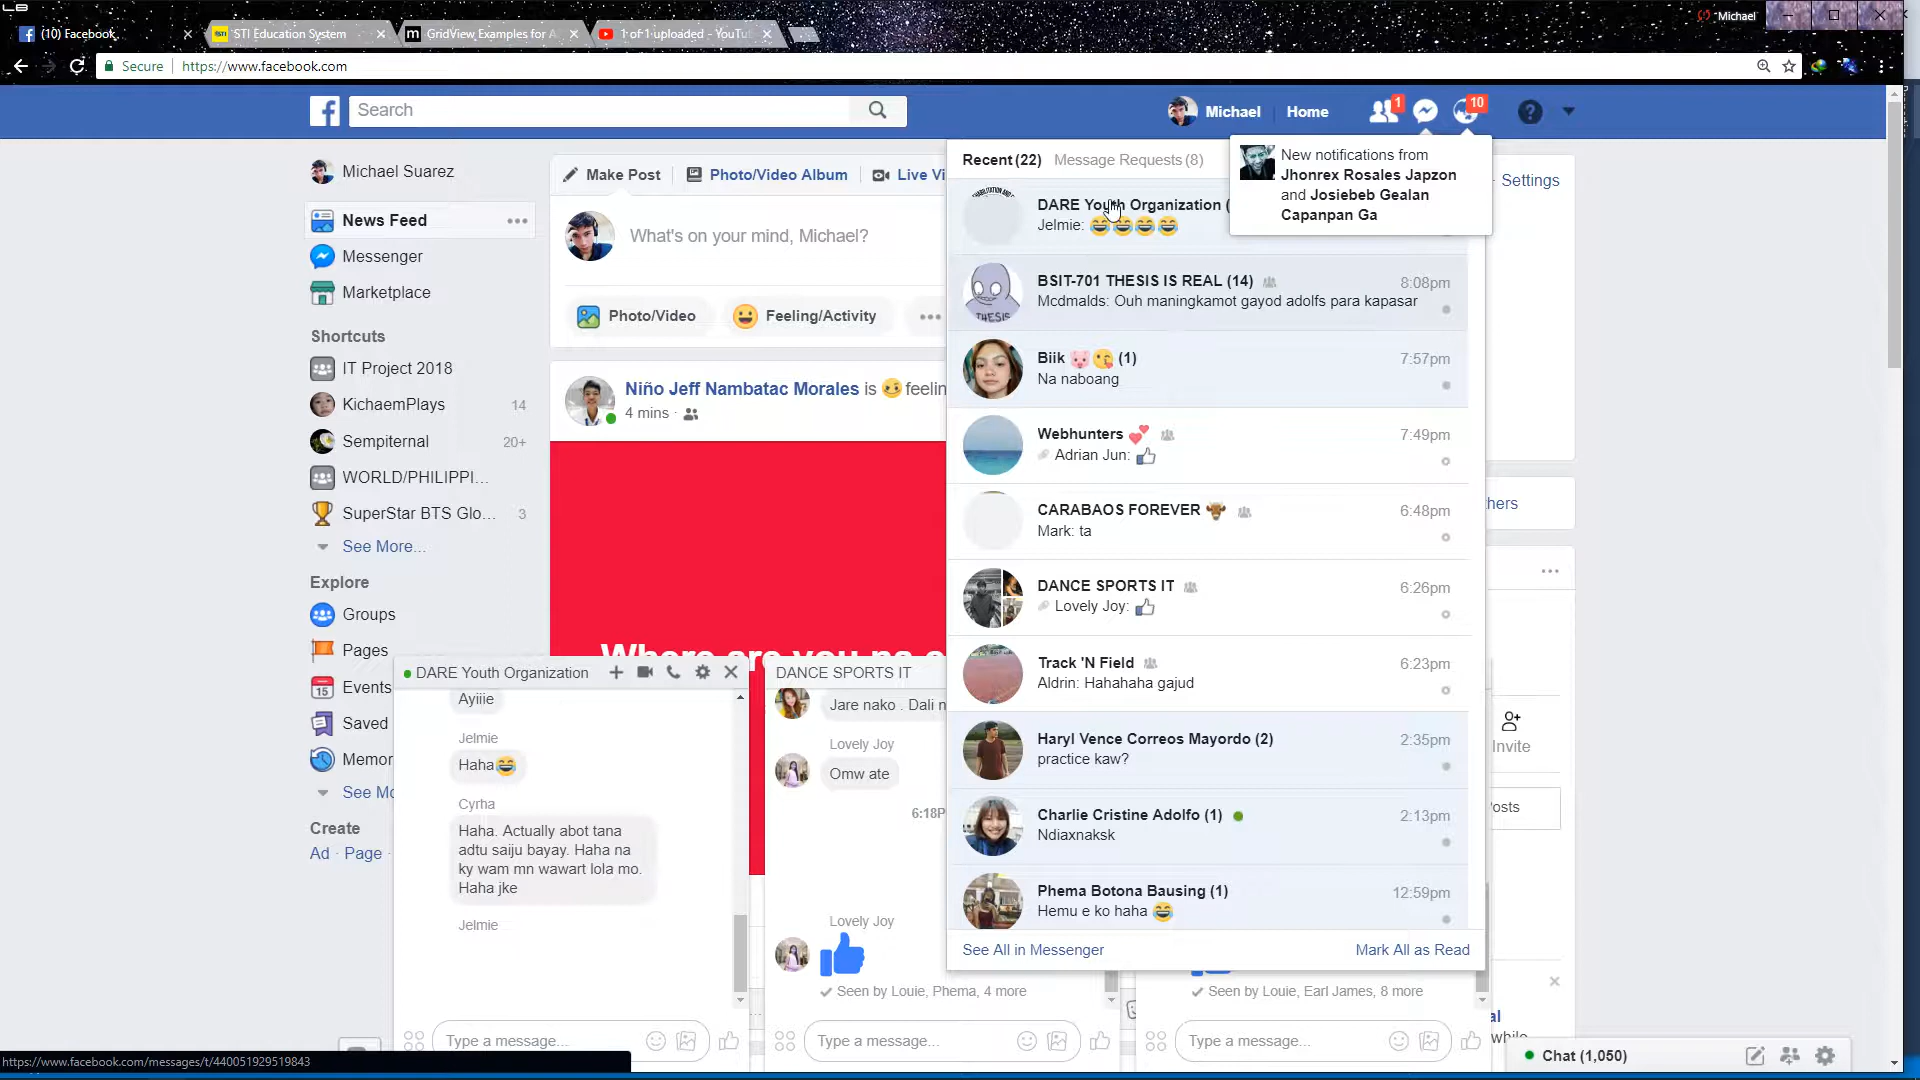 (10) Facebook
STI Education System
GridView Examples for A
1 of 1 uploaded - YouTu
Michael
Secure
https://www.facebook.com
Search
Michael
Home
1
10
Michael Suarez
News Feed
Messenger
Marketplace
Shortcuts
IT Project 2018
KichaemPlays 14
Sempiternal 20+
WORLD/PHILIPPI...
SuperStar BTS Glo... 3
See More...
Explore
Groups
Pages
Events
Saved
Memor
See Mo
Create
Ad · Page ·
Make Post
Photo/Video Album
Live Vi
What's on your mind, Michael?
Photo/Video
Feeling/Activity
Niño Jeff Nambatac Morales is 🤒 feelin
4 mins ·
Recent (22)
Message Requests (8)
New notifications from
Jhonrex Rosales Japzon
and Josiebeb Gealan
Capanpan Ga
Settings
DARE Youth Organization (
Jelmie: 😂😂😂😂
BSIT-701 THESIS IS REAL (14)
8:08pm
Mcdmalds: Ouh maningkamot gayod adolfs para kapasar
THESIS
Biik 🐷😘 (1)
7:57pm
Na naboang
Webhunters 💕
7:49pm
Adrian Jun: 👍
CARABAOS FOREVER 🐂
6:48pm
Mark: ta
DANCE SPORTS IT
6:26pm
Lovely Joy: 👍
Track 'N Field
6:23pm
Aldrin: Hahahaha gajud
Haryl Vence Correos Mayordo (2)
2:35pm
practice kaw?
Charlie Cristine Adolfo (1)
2:13pm
Ndiaxnaksk
Phema Botona Bausing (1)
12:59pm
Hemu e ko haha 😂
See All in Messenger
Mark All as Read
hers
Invite
osts
al
while
DARE Youth Organization
Ayiiie
Jelmie
Haha😂
Cyrha
Haha. Actually abot tana
adtu saiju bayay. Haha na
ky wam mn wawart lola mo.
Haha jke
Jelmie
Type a message...
DANCE SPORTS IT
Jare nako . Dali n
Lovely Joy
Omw ate
6:18P
Lovely Joy
Seen by Louie, Phema, 4 more
Type a message...
Seen by Louie, Earl James, 8 more
Type a message...
Chat (1,050)
https://www.facebook.com/messages/t/440051929519843